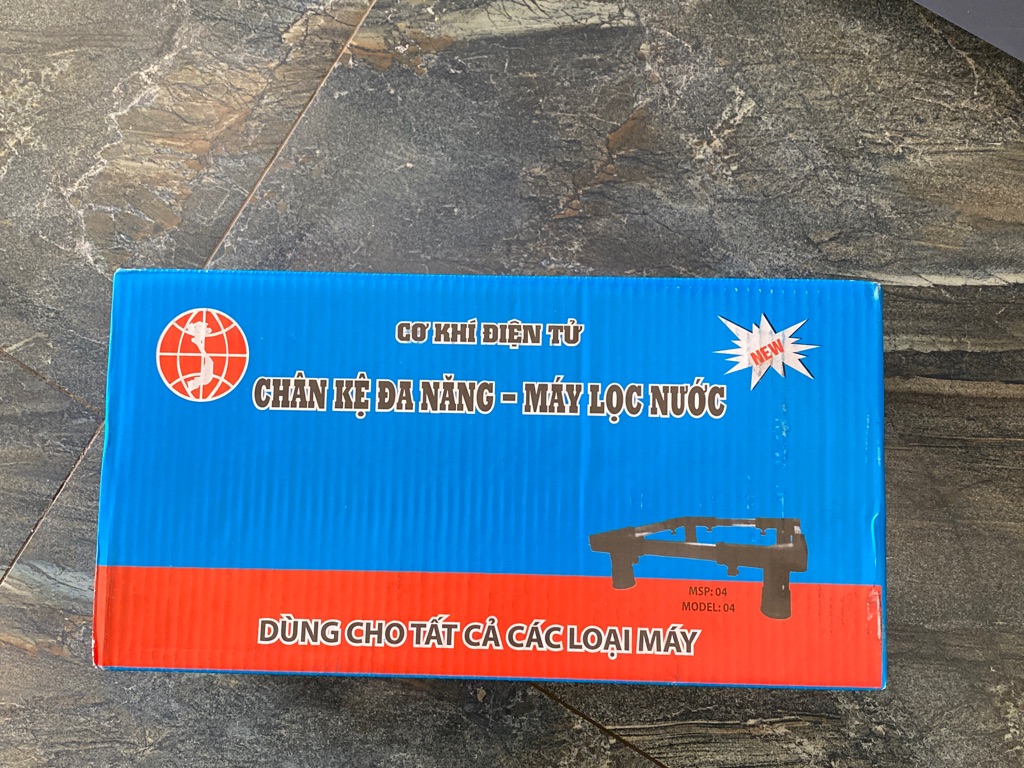 CƠ KHÍ ĐIỆN TỬ
NEW
CHÂN KỆ ĐA NĂNG - MÁY LỌC NƯỚC
MSP: 04
MODEL: 04
DÙNG CHO TẤT CẢ CÁC LOẠI MÁY